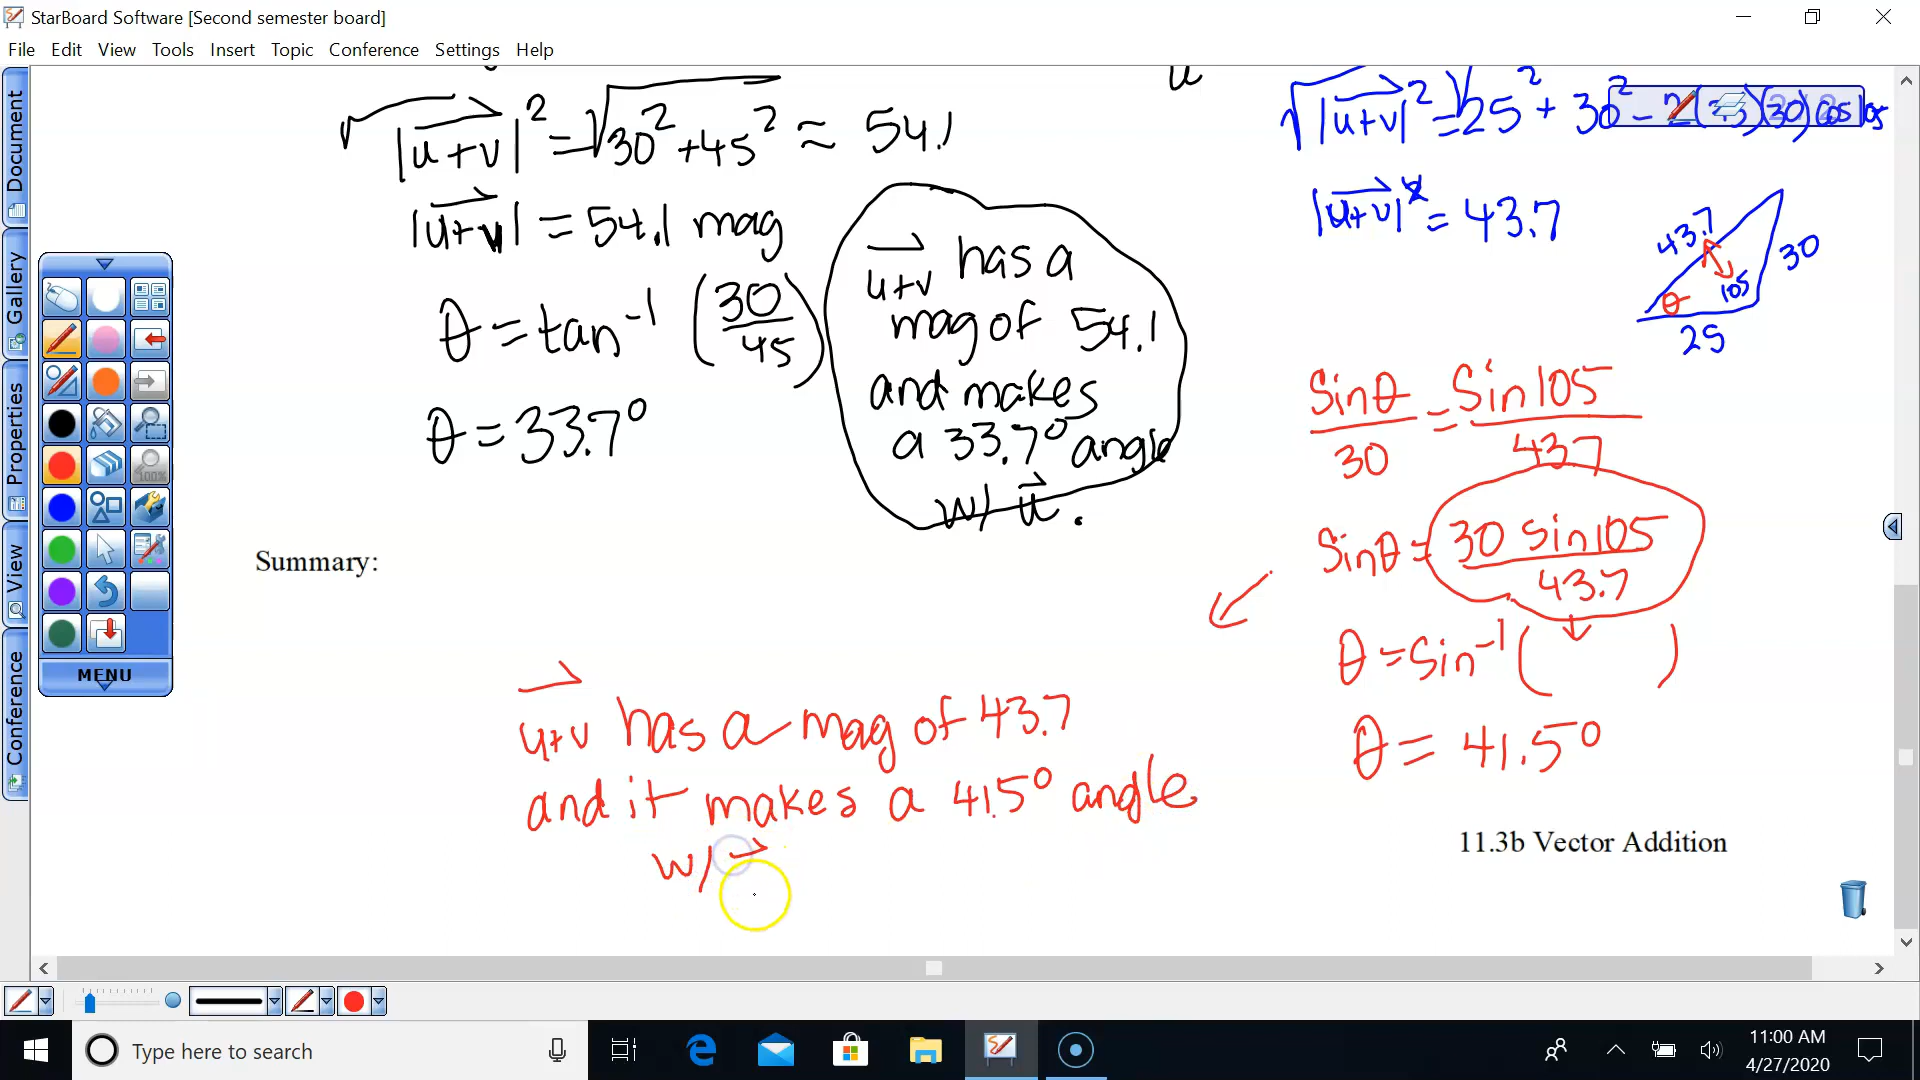 StarBoard Software [Second semester board]
File Edit View Tools Insert Topic Conference Settings Help
Document
Gallery
Properties
View
Conference
MENU
100%
u
√|u+v|² = √30² + 45² ≈ 54.1
|u+v| = 54.1 mag
θ = tan⁻¹ (30/45)
θ = 33.7°
u+v has a
mag of 54.1
and makes
a 33.7° angle
w/ u.
√|u+v|² = √25² + 30² - 2( )(30) cos 105
|u+v| = 43.7
43.7
30
105
θ
25
Sinθ/30 = Sin105/43.7
Sinθ = 30 Sin105/43.7
θ = Sin⁻¹ ( )
θ = 41.5°
Summary:
u+v has a mag of 43.7
and it makes a 41.5° angle
w/
11.3b Vector Addition
Type here to search
11:00 AM
4/27/2020